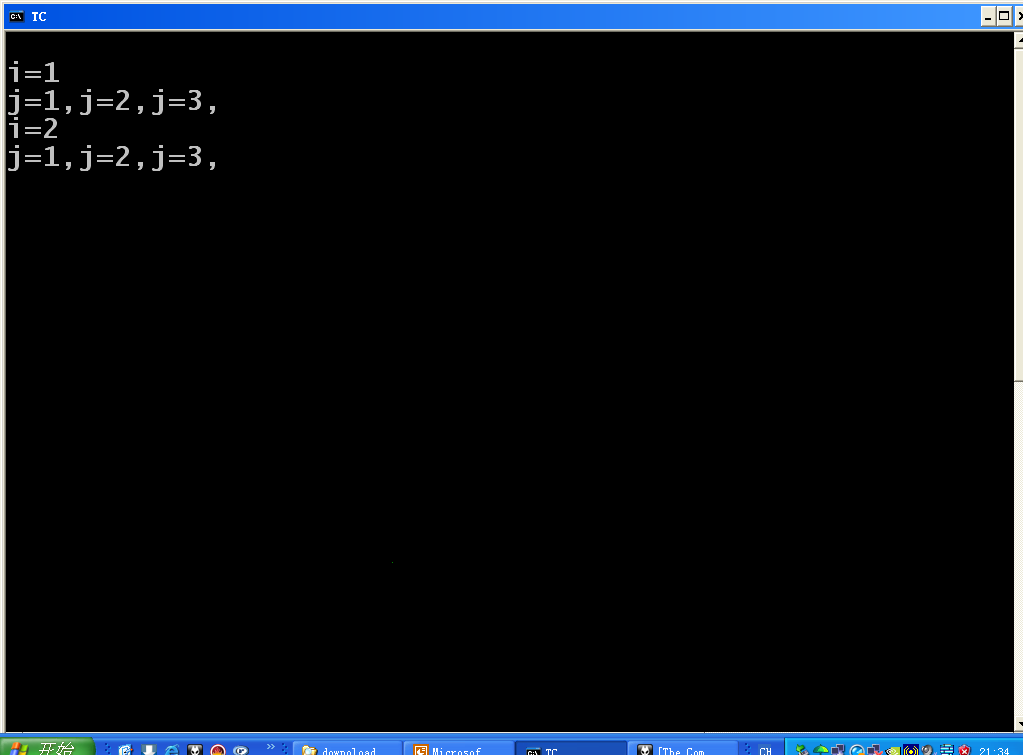 TC
i=1
j=1,j=2,j=3,
i=2
j=1,j=2,j=3,
开始
download
Microsof
TC
[The Com
CH
21:34